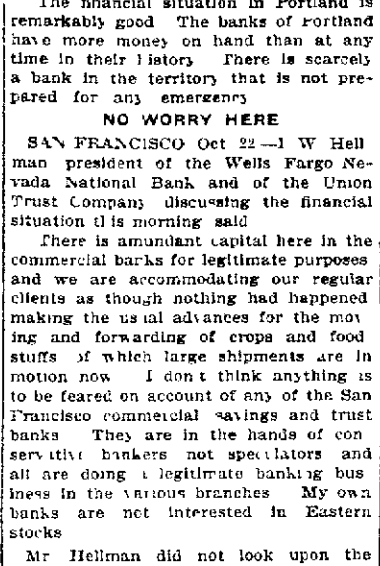 The financial situation in Portland is
remarkably good The banks of Portland
have more money on hand than at any
time in their history There is scarcely
a bank in the territory that is not pre-
pared for any emergency
NO WORRY HERE
SAN FRANCISCO Oct 22—I W Hell
man president of the Wells Fargo Ne-
vada National Bank and of the Union
Trust Company discussing the financial
situation this morning said
There is amundant capital here in the
commercial banks for legitimate purposes
and we are accommodating our regular
clients as though nothing had happened
making the usual advances for the mov
ing and forwarding of crops and food
stuffs of which large shipments are in
motion now I don t think anything is
to be feared on account of any of the San
Francisco commercial savings and trust
banks They are in the hands of con
servative bankers not speculators and
all are doing a legitimate banking bus
iness in the various branches My own
banks are not interested in Eastern
stocks
Mr Hellman did not look upon the